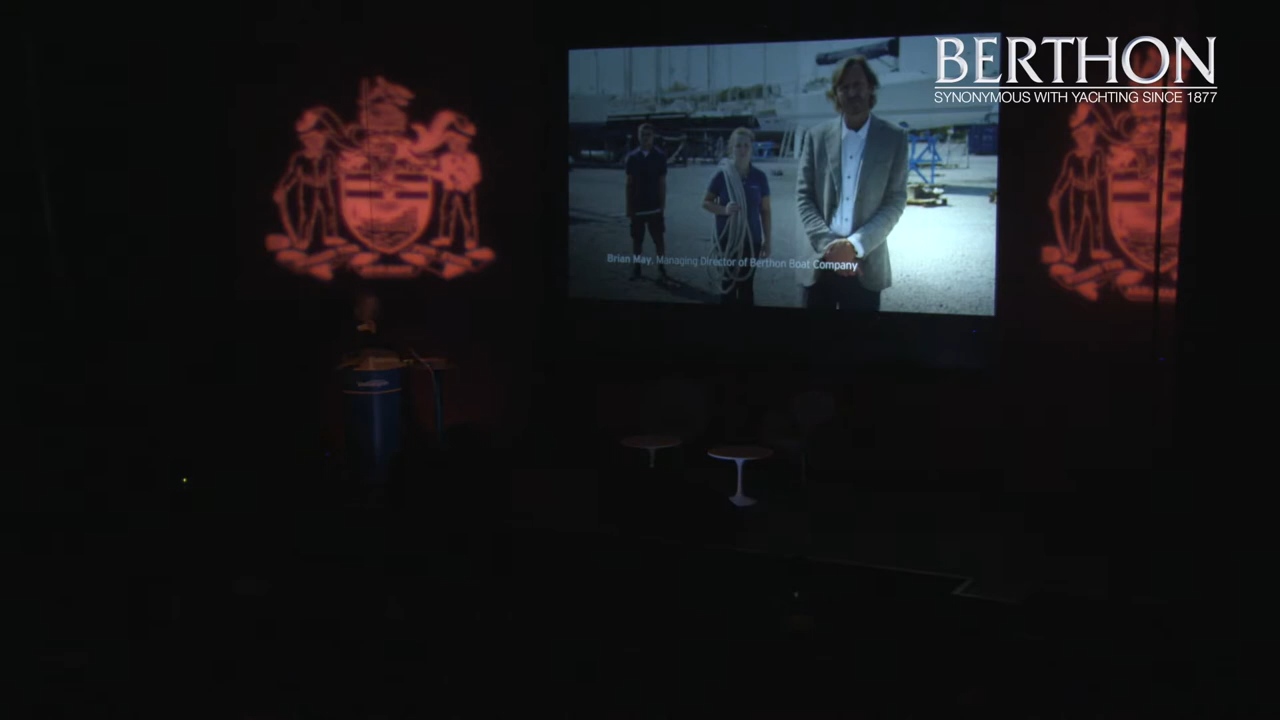 BERTHON
SYNONYMOUS WITH YACHTING SINCE 1877
Brian May, Managing Director of Berthon Boat Company